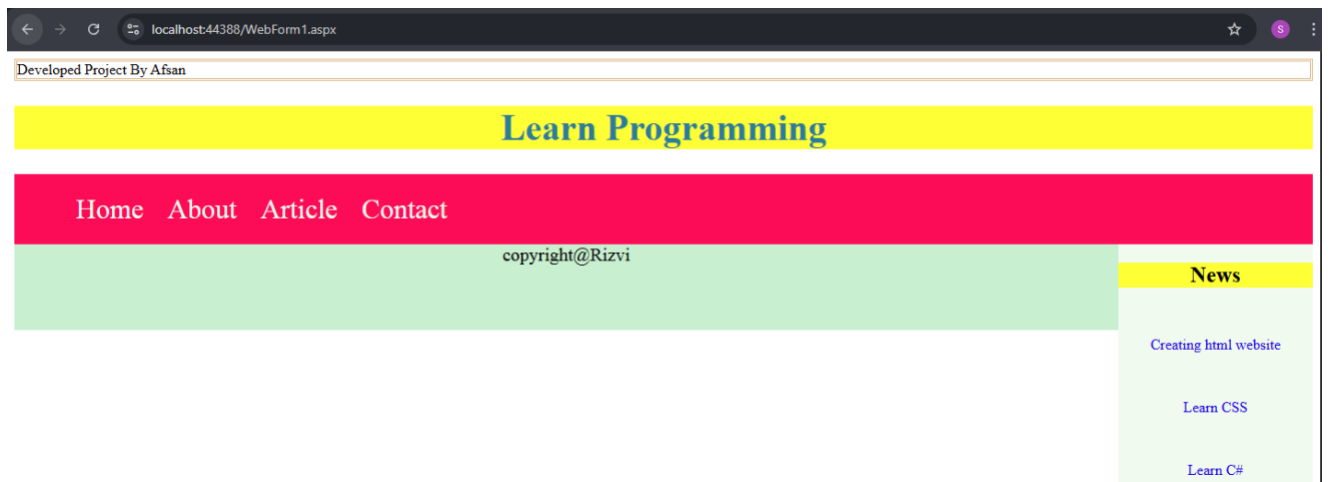 localhost:44388/WebForm1.aspx
S
Developed Project By Afsan
Learn Programming
Home About Article Contact
copyright@Rizvi
News
Creating html website
Learn CSS
Learn C#